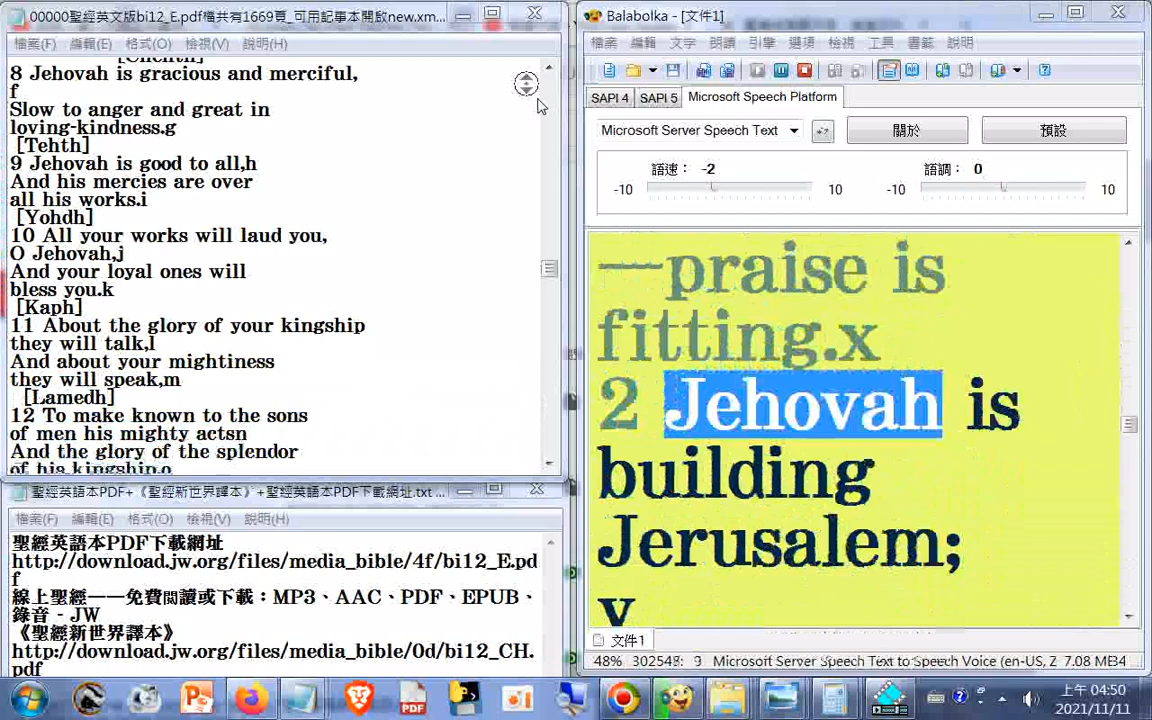 00000聖經英文版bi12_E.pdf檔共有1669頁_可用記事本開啟new.xm...
檔案(F) 編輯(E) 格式(O) 檢視(V) 說明(H)
[Chehth]
8 Jehovah is gracious and merciful,
f
Slow to anger and great in
loving-kindness.g
[Tehth]
9 Jehovah is good to all,h
And his mercies are over
all his works.i
[Yohdh]
10 All your works will laud you,
O Jehovah,j
And your loyal ones will
bless you.k
[Kaph]
11 About the glory of your kingship
they will talk,l
And about your mightiness
they will speak,m
[Lamedh]
12 To make known to the sons
of men his mighty actsn
And the glory of the splendor
of his kingship.o
聖經英語本PDF+《聖經新世界譯本》+聖經英語本PDF下載網址.txt ...
檔案(F) 編輯(E) 格式(O) 檢視(V) 說明(H)
聖經英語本PDF下載網址
http://download.jw.org/files/media_bible/4f/bi12_E.pd
f
線上聖經——免費閱讀或下載：MP3、AAC、PDF、EPUB、
錄音 - JW
《聖經新世界譯本》
http://download.jw.org/files/media_bible/0d/bi12_CH.
pdf
Balabolka - [文件1]
檔案 編輯 文字 朗讀 引擎 選項 檢視 工具 書籤 說明
SAPI 4 SAPI 5 Microsoft Speech Platform
Microsoft Server Speech Text 關於 預設
語速： -2 語調： 0
-10 10 -10 10
—praise is
fitting.x
2 Jehovah is
building
Jerusalem;
y
文件1
48% Microsoft Server Speech Text to Speech Voice (en-US, Z 7.08 MB
上午 04:50
2021/11/11